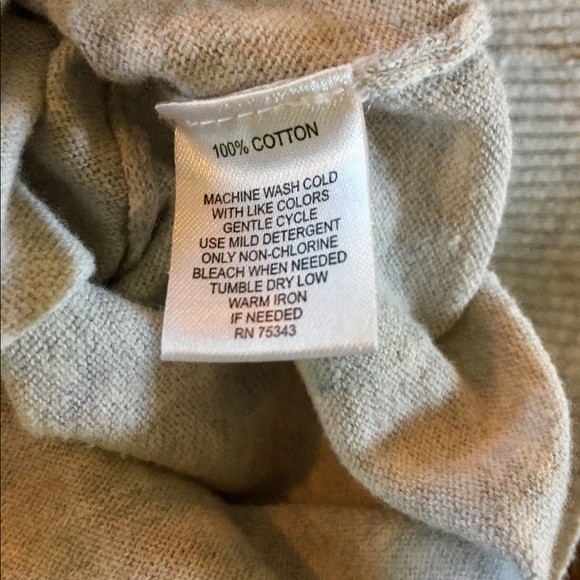 100% COTTON
MACHINE WASH COLD
WITH LIKE COLORS
GENTLE CYCLE
USE MILD DETERGENT
ONLY NON-CHLORINE
BLEACH WHEN NEEDED
TUMBLE DRY LOW
WARM IRON
IF NEEDED
RN 75343